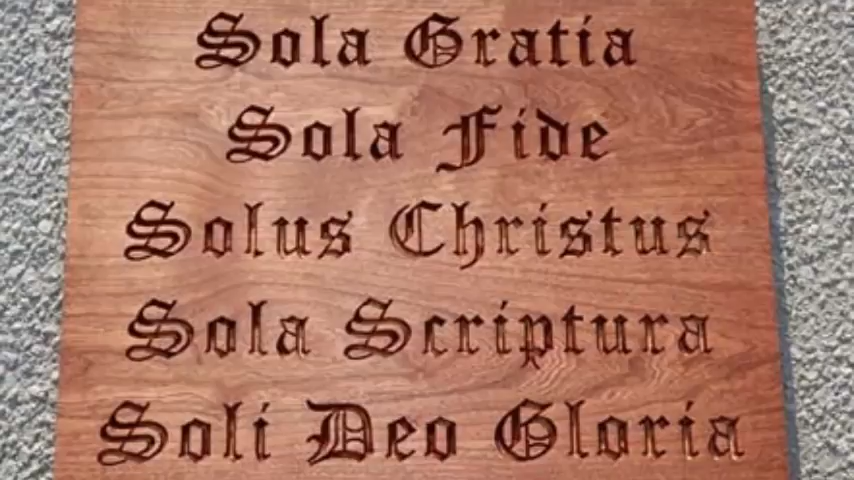 Sola Gratia
Sola Fide
Solus Christus
Sola Scriptura
Soli Deo Gloria